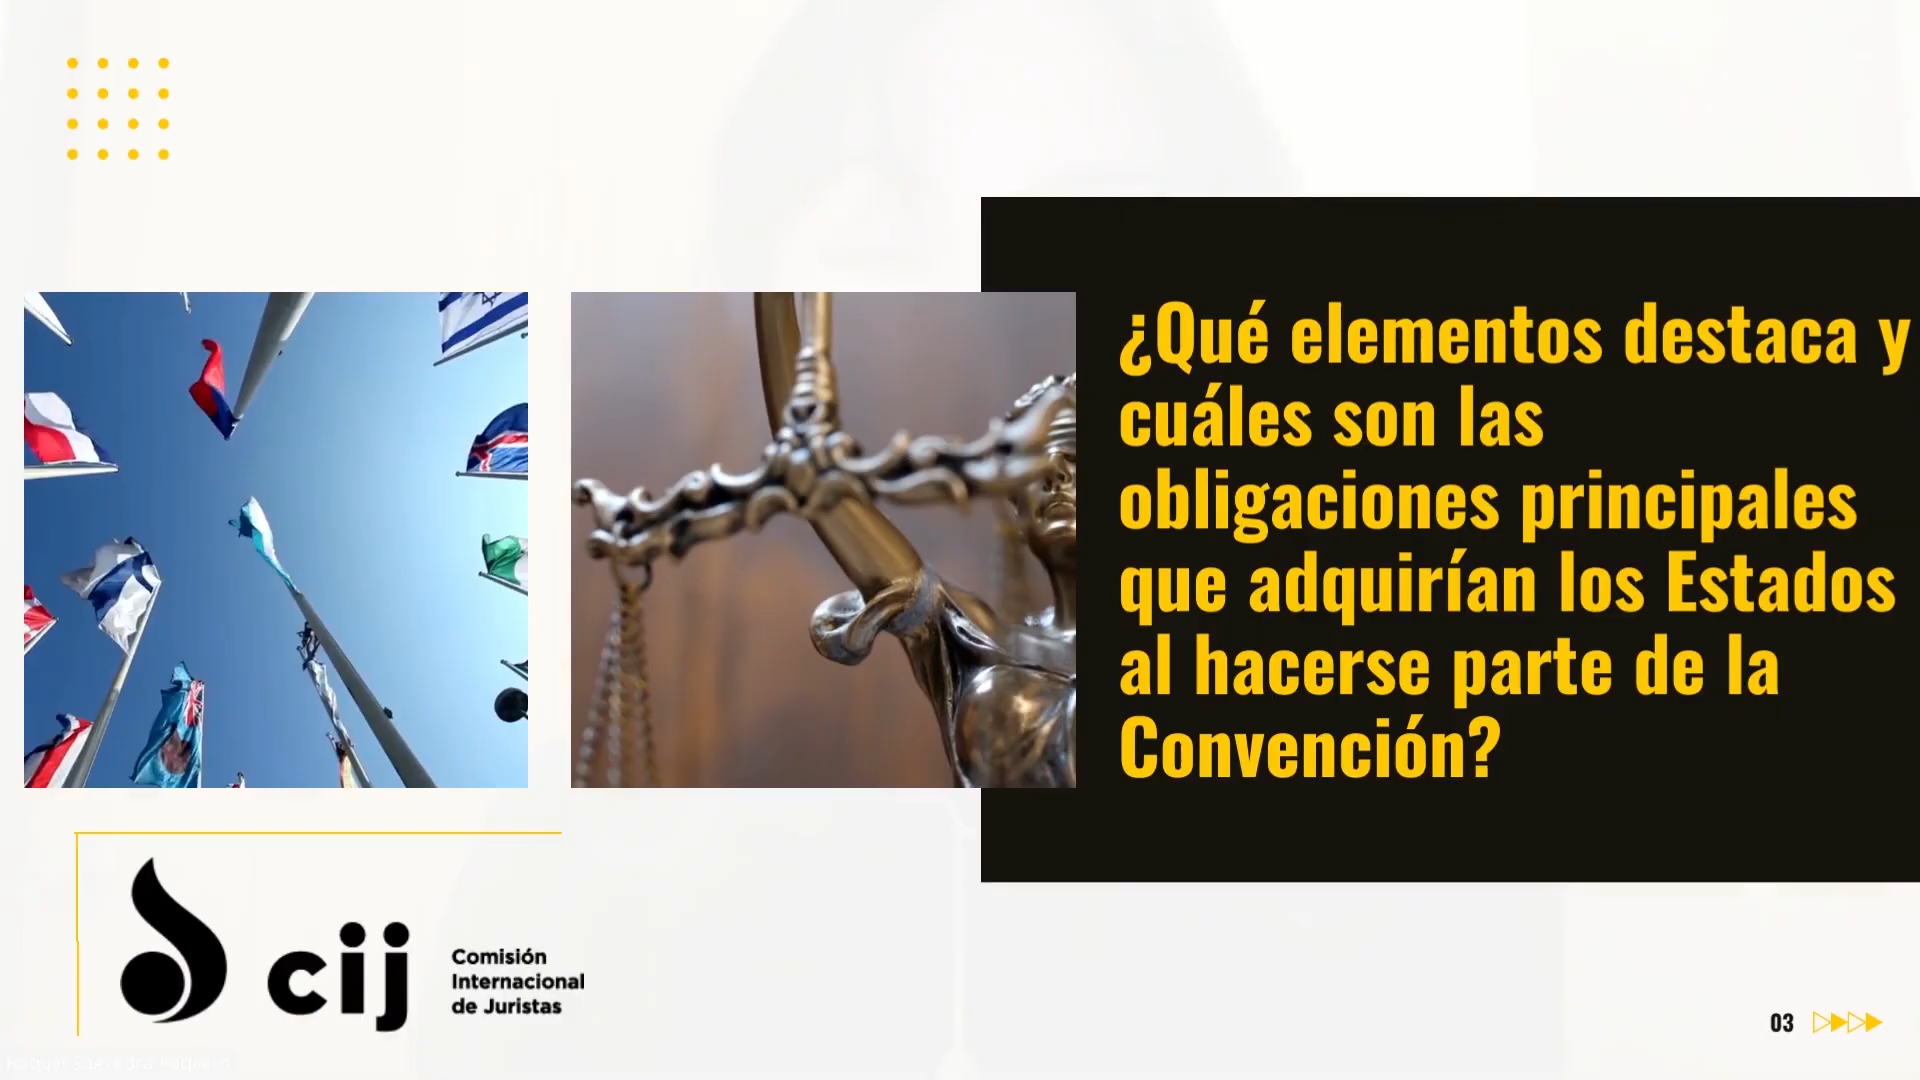 ¿Qué elementos destaca y
cuáles son las
obligaciones principales
que adquirían los Estados
al hacerse parte de la
Convención?
cij
Comisión
Internacional
de Juristas
03